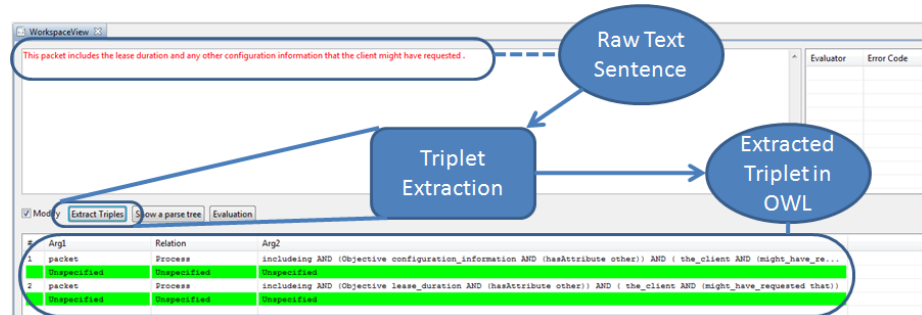 WorkspaceView
This packet includes the lease duration and any other configuration information that the client might have requested .
Raw Text
Sentence
Evaluator Error Code
Triplet
Extraction
Extracted
Triplet in
OWL
Extract Triples Show a parse tree Evaluation
# Arg1 Relation Arg2
1 packet Process includeing AND (Objective configuration_information AND (hasAttribute other)) AND ( the_client AND (might_have_re...
Unspecified Unspecified Unspecified
2 packet Process includeing AND (Objective lease_duration AND (hasAttribute other)) AND ( the_client AND (might_have_requested that))
Unspecified Unspecified Unspecified